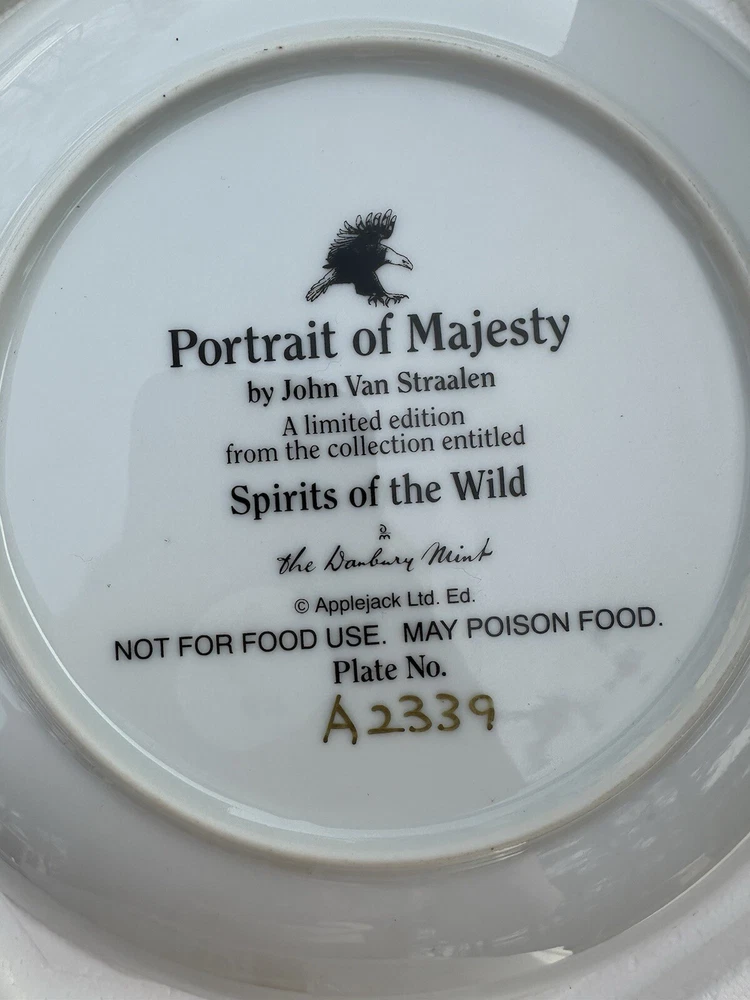 Portrait of Majesty
by John Van Straalen
A limited edition
from the collection entitled
Spirits of the Wild
DM
the Danbury Mint
© Applejack Ltd. Ed.
NOT FOR FOOD USE. MAY POISON FOOD.
Plate No.
A2339